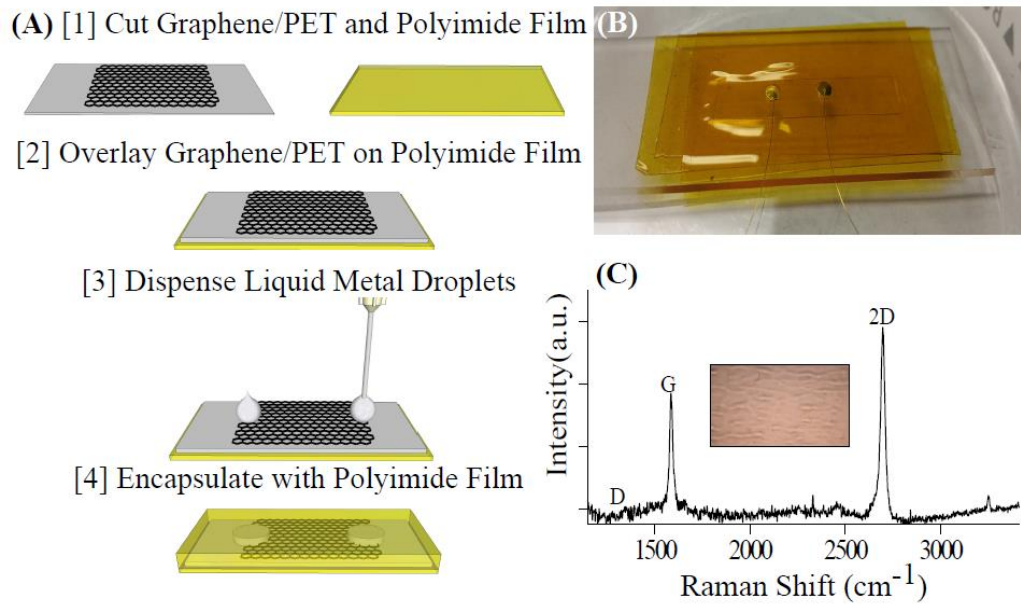 (A) [1] Cut Graphene/PET and Polyimide Film
[2] Overlay Graphene/PET on Polyimide Film
[3] Dispense Liquid Metal Droplets
[4] Encapsulate with Polyimide Film
(B)
(C)
2D
G
D
Intensity(a.u.)
1500 2000 2500 3000
Raman Shift (cm⁻¹)